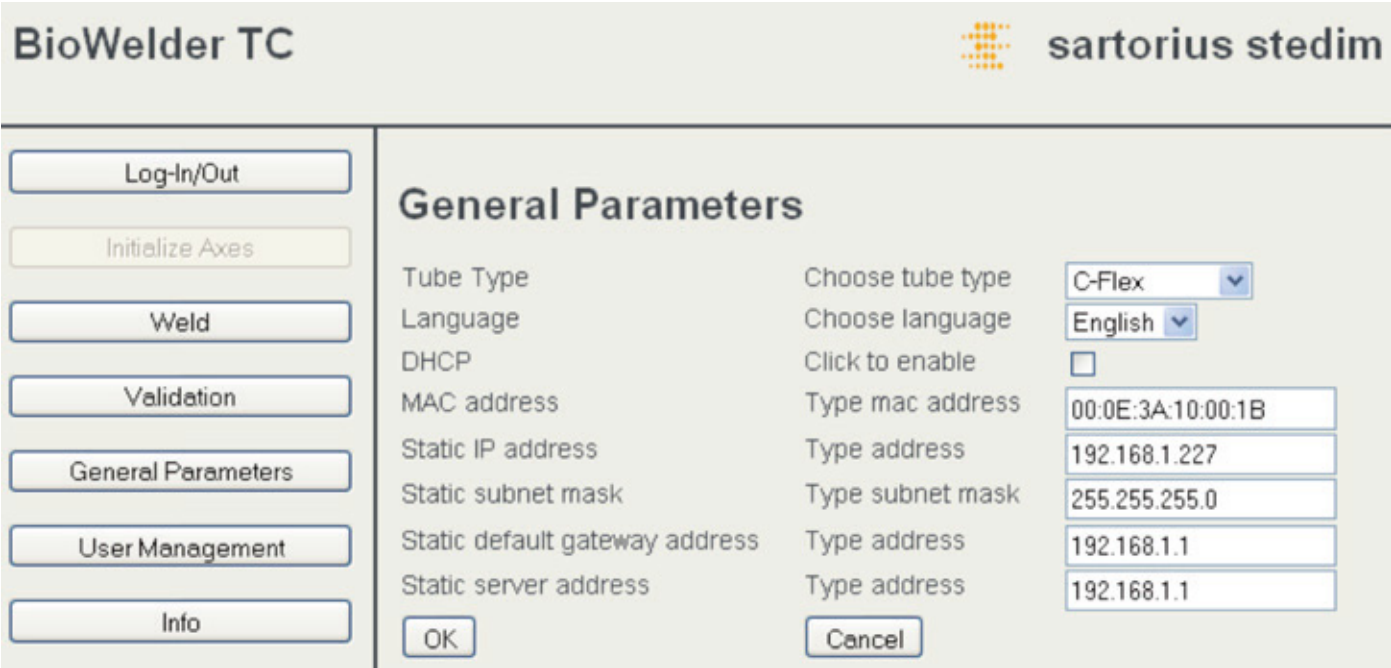 BioWelder TC
sartorius stedim
Log-In/Out
Initialize Axes
Weld
Validation
General Parameters
User Management
Info
General Parameters
Tube Type Choose tube type C-Flex
Language Choose language English
DHCP Click to enable
MAC address Type mac address 00:0E:3A:10:00:1B
Static IP address Type address 192.168.1.227
Static subnet mask Type subnet mask 255.255.255.0
Static default gateway address Type address 192.168.1.1
Static server address Type address 192.168.1.1
OK Cancel